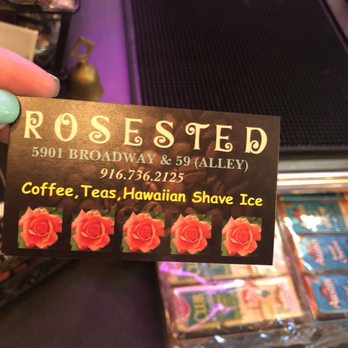 ROSESTED
5901 BROADWAY & 59 (ALLEY)
916.736.2125
Coffee,Teas,Hawaiian Shave Ice